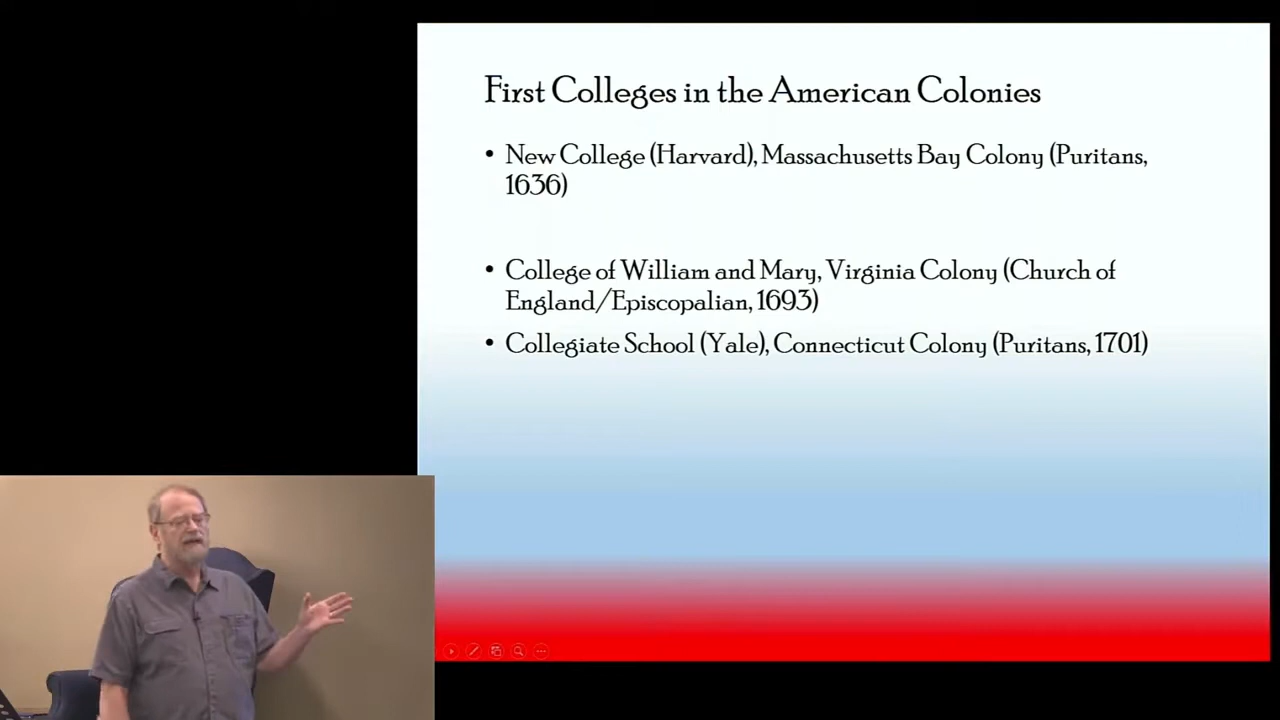 First Colleges in the American Colonies
• New College (Harvard), Massachusetts Bay Colony (Puritans,
1636)
• College of William and Mary, Virginia Colony (Church of
England/Episcopalian, 1693)
• Collegiate School (Yale), Connecticut Colony (Puritans, 1701)